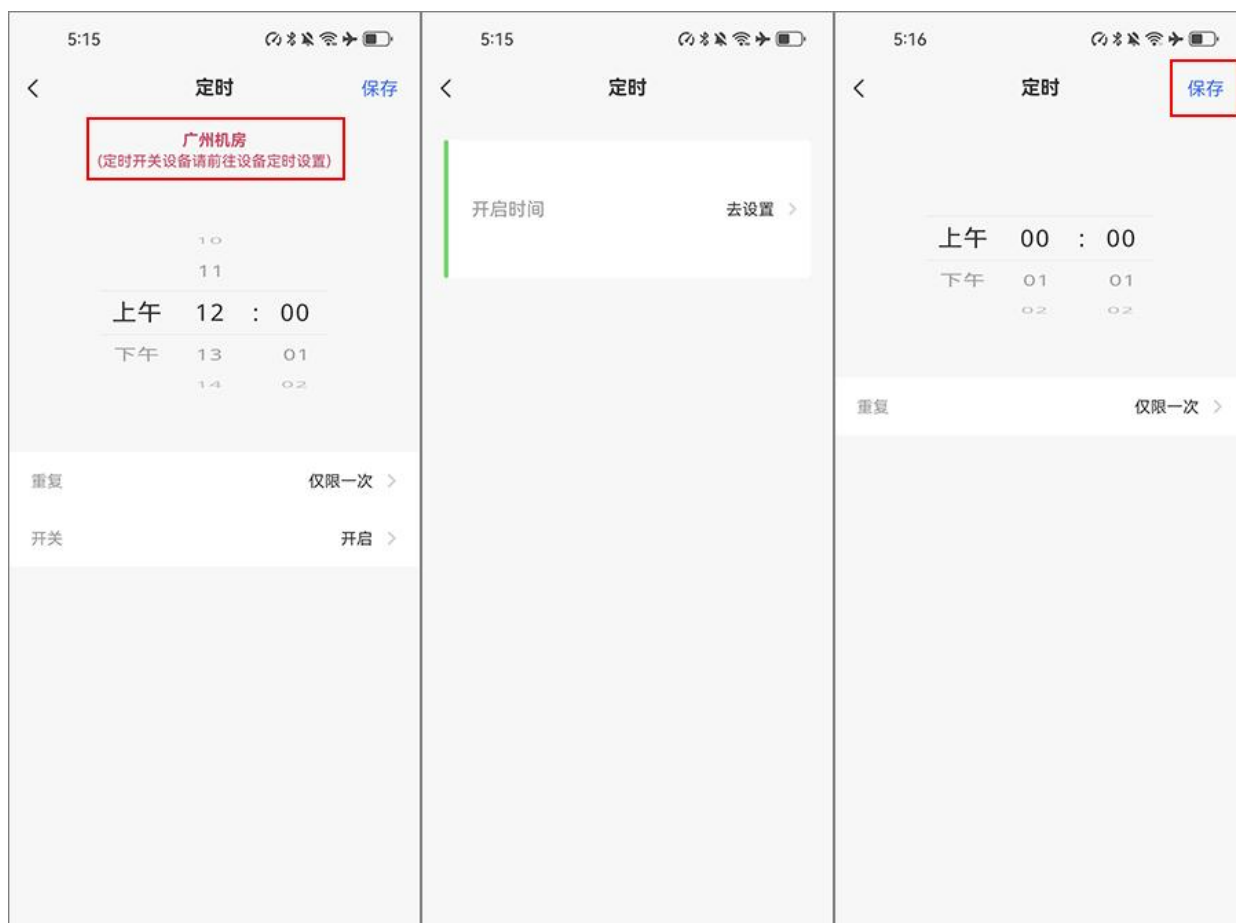 5:15
定时
保存
广州机房
(定时开关设备请前往设备定时设置)
10
11
上午 12 : 00
下午 13 01
14 02
重复 仅限一次
开关 开启
5:15
定时
开启时间 去设置
5:16
定时
保存
上午 00 : 00
下午 01 01
02 02
重复 仅限一次